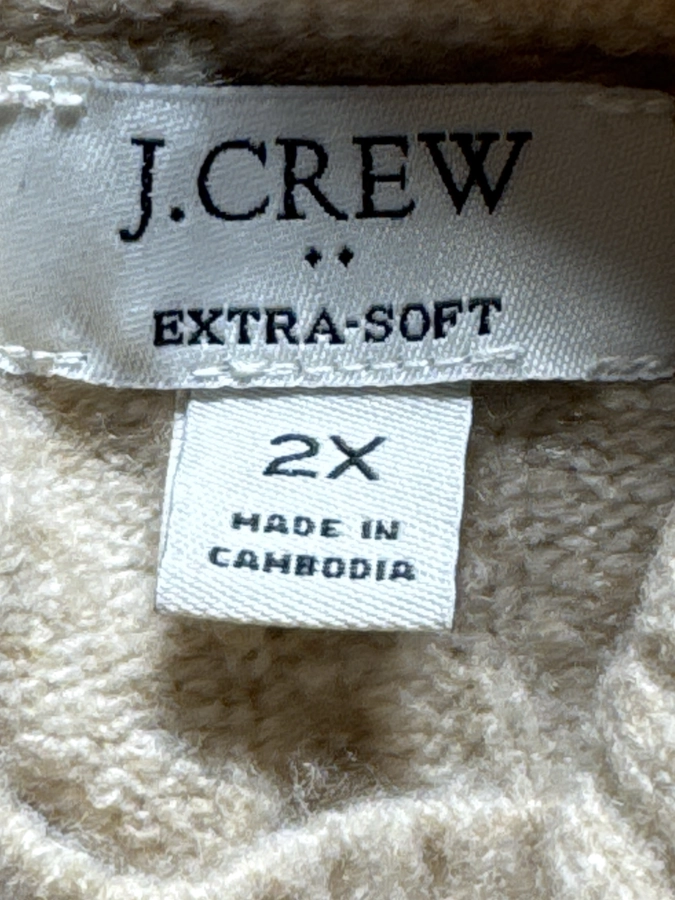 J.CREW
EXTRA-SOFT
2X
MADE IN
CAMBODIA